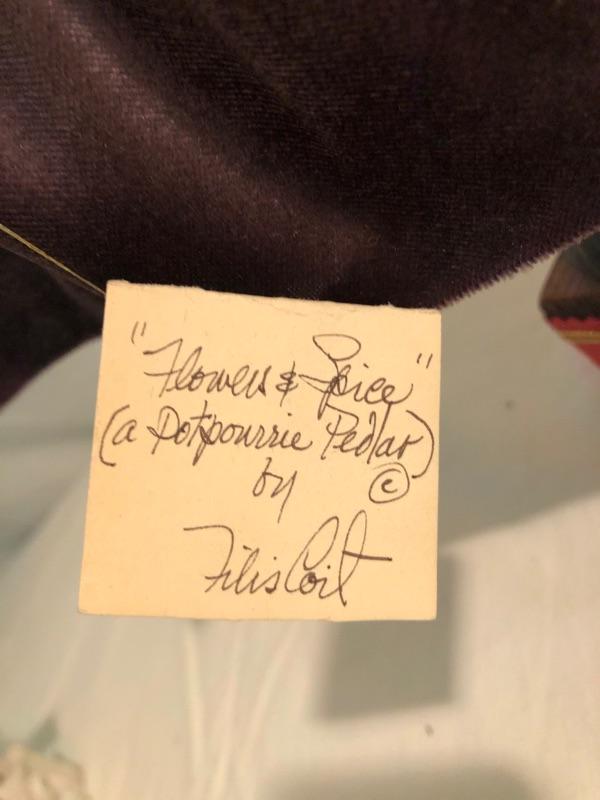 "Flowers & Spice"
(a Potpourrie Pedlar)
by ©
Filis Coit